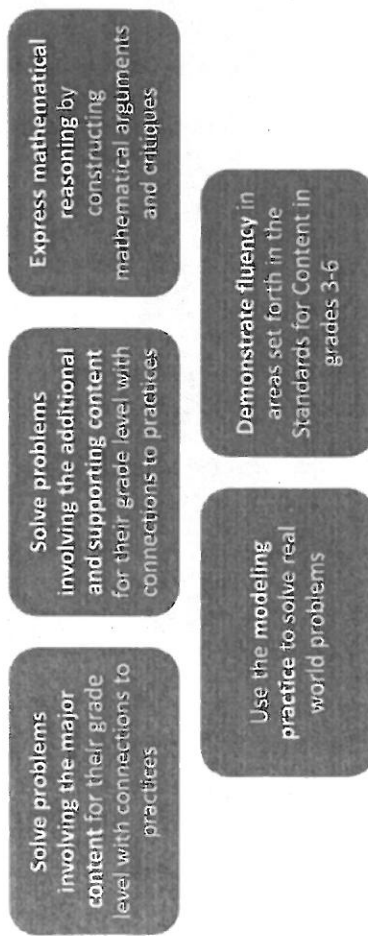 Solve problems
involving the major
content for their grade
level with connections to
practices
Solve problems
involving the additional
and supporting content
for their grade level with
connections to practices
Express mathematical
reasoning by
constructing
mathematical arguments
and critiques
Use the modeling
practice to solve real
world problems
Demonstrate fluency in
areas set forth in the
Standards for Content in
grades 3-6